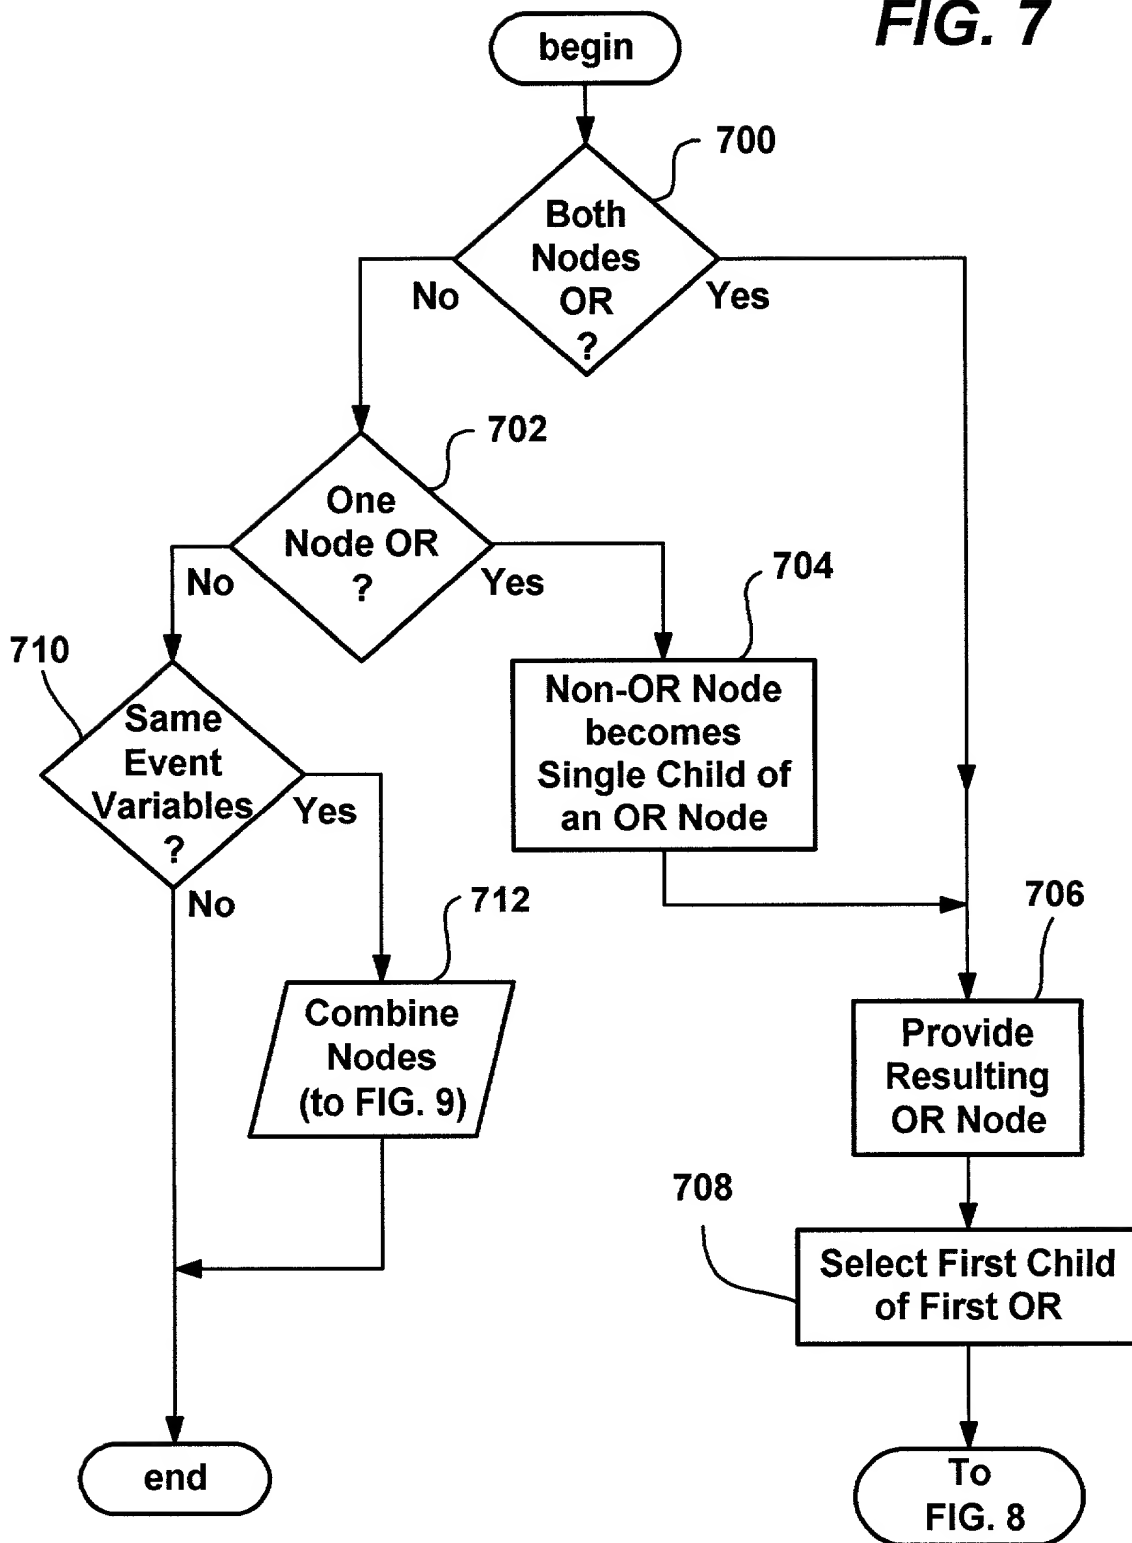 FIG. 7
begin
700
Both
Nodes
OR
?
No
Yes
702
One
Node OR
?
No
Yes
704
Non-OR Node
becomes
Single Child of
an OR Node
710
Same
Event
Variables
?
Yes
No
712
Combine
Nodes
(to FIG. 9)
706
Provide
Resulting
OR Node
708
Select First Child
of First OR
end
To
FIG. 8